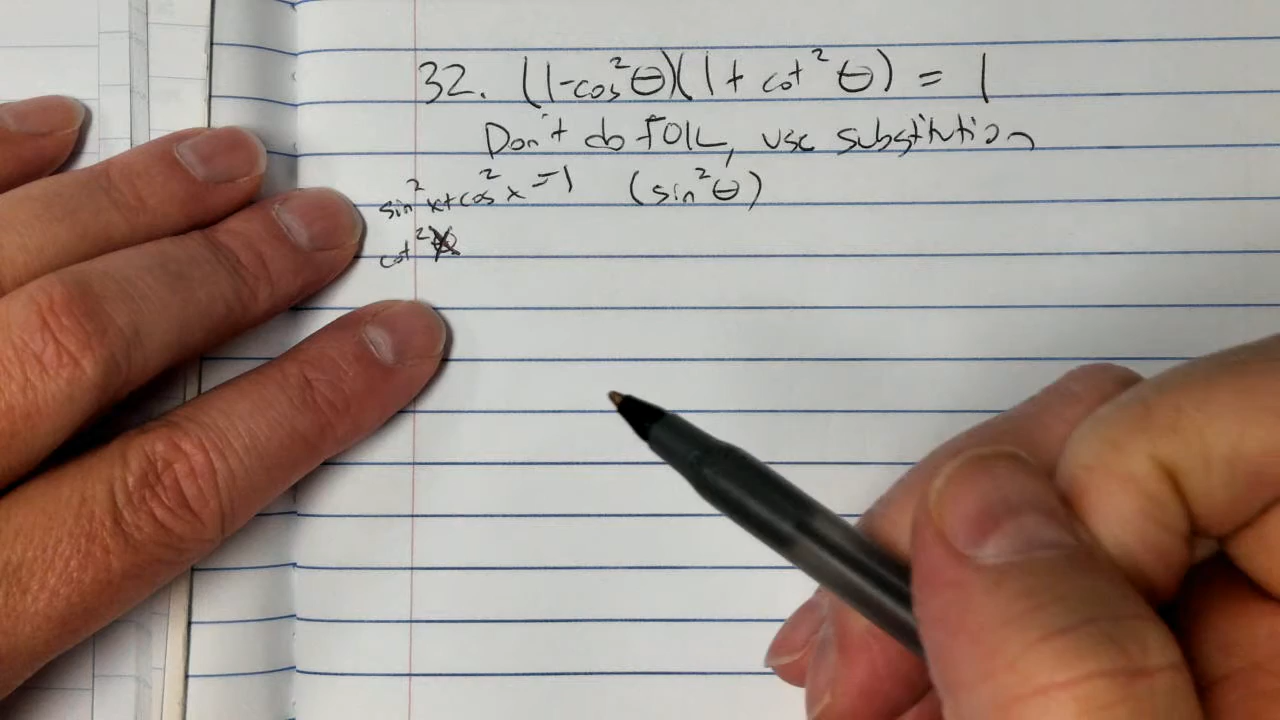 32. (1-cos²θ)(1+ cot²θ) = 1
Don't do FOIL, use substitution
sin²x+cos²x=1 (sin²θ)
cot²